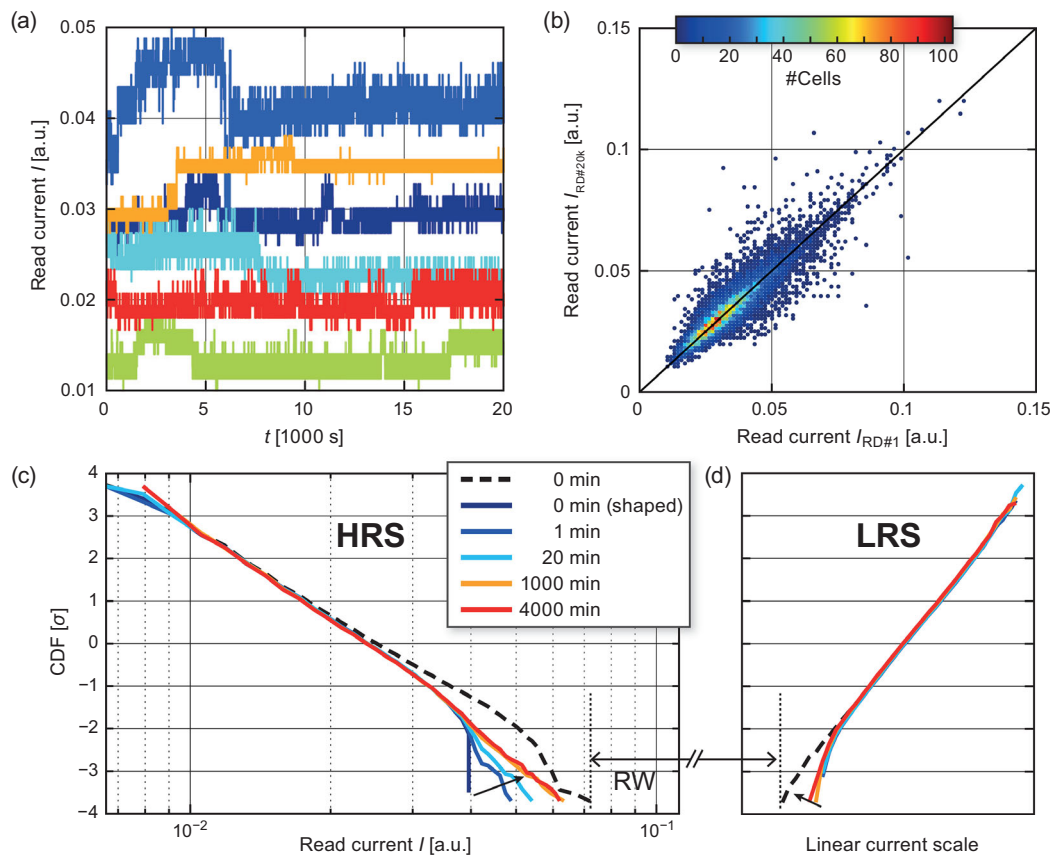 (a)
0.05
0.04
0.03
0.02
0.01
Read current I [a.u.]
0 5 10 15 20
t [1000 s]
(b)
0 20 40 60 80 100
#Cells
0.15
0.1
0.05
0
Read current I_RD#20k [a.u.]
0 0.05 0.1 0.15
Read current I_RD#1 [a.u.]
(c)
4
3
2
1
0
−1
−2
−3
−4
CDF [σ]
HRS
0 min
0 min (shaped)
1 min
20 min
1000 min
4000 min
RW
10⁻² 10⁻¹
Read current I [a.u.]
(d)
LRS
Linear current scale